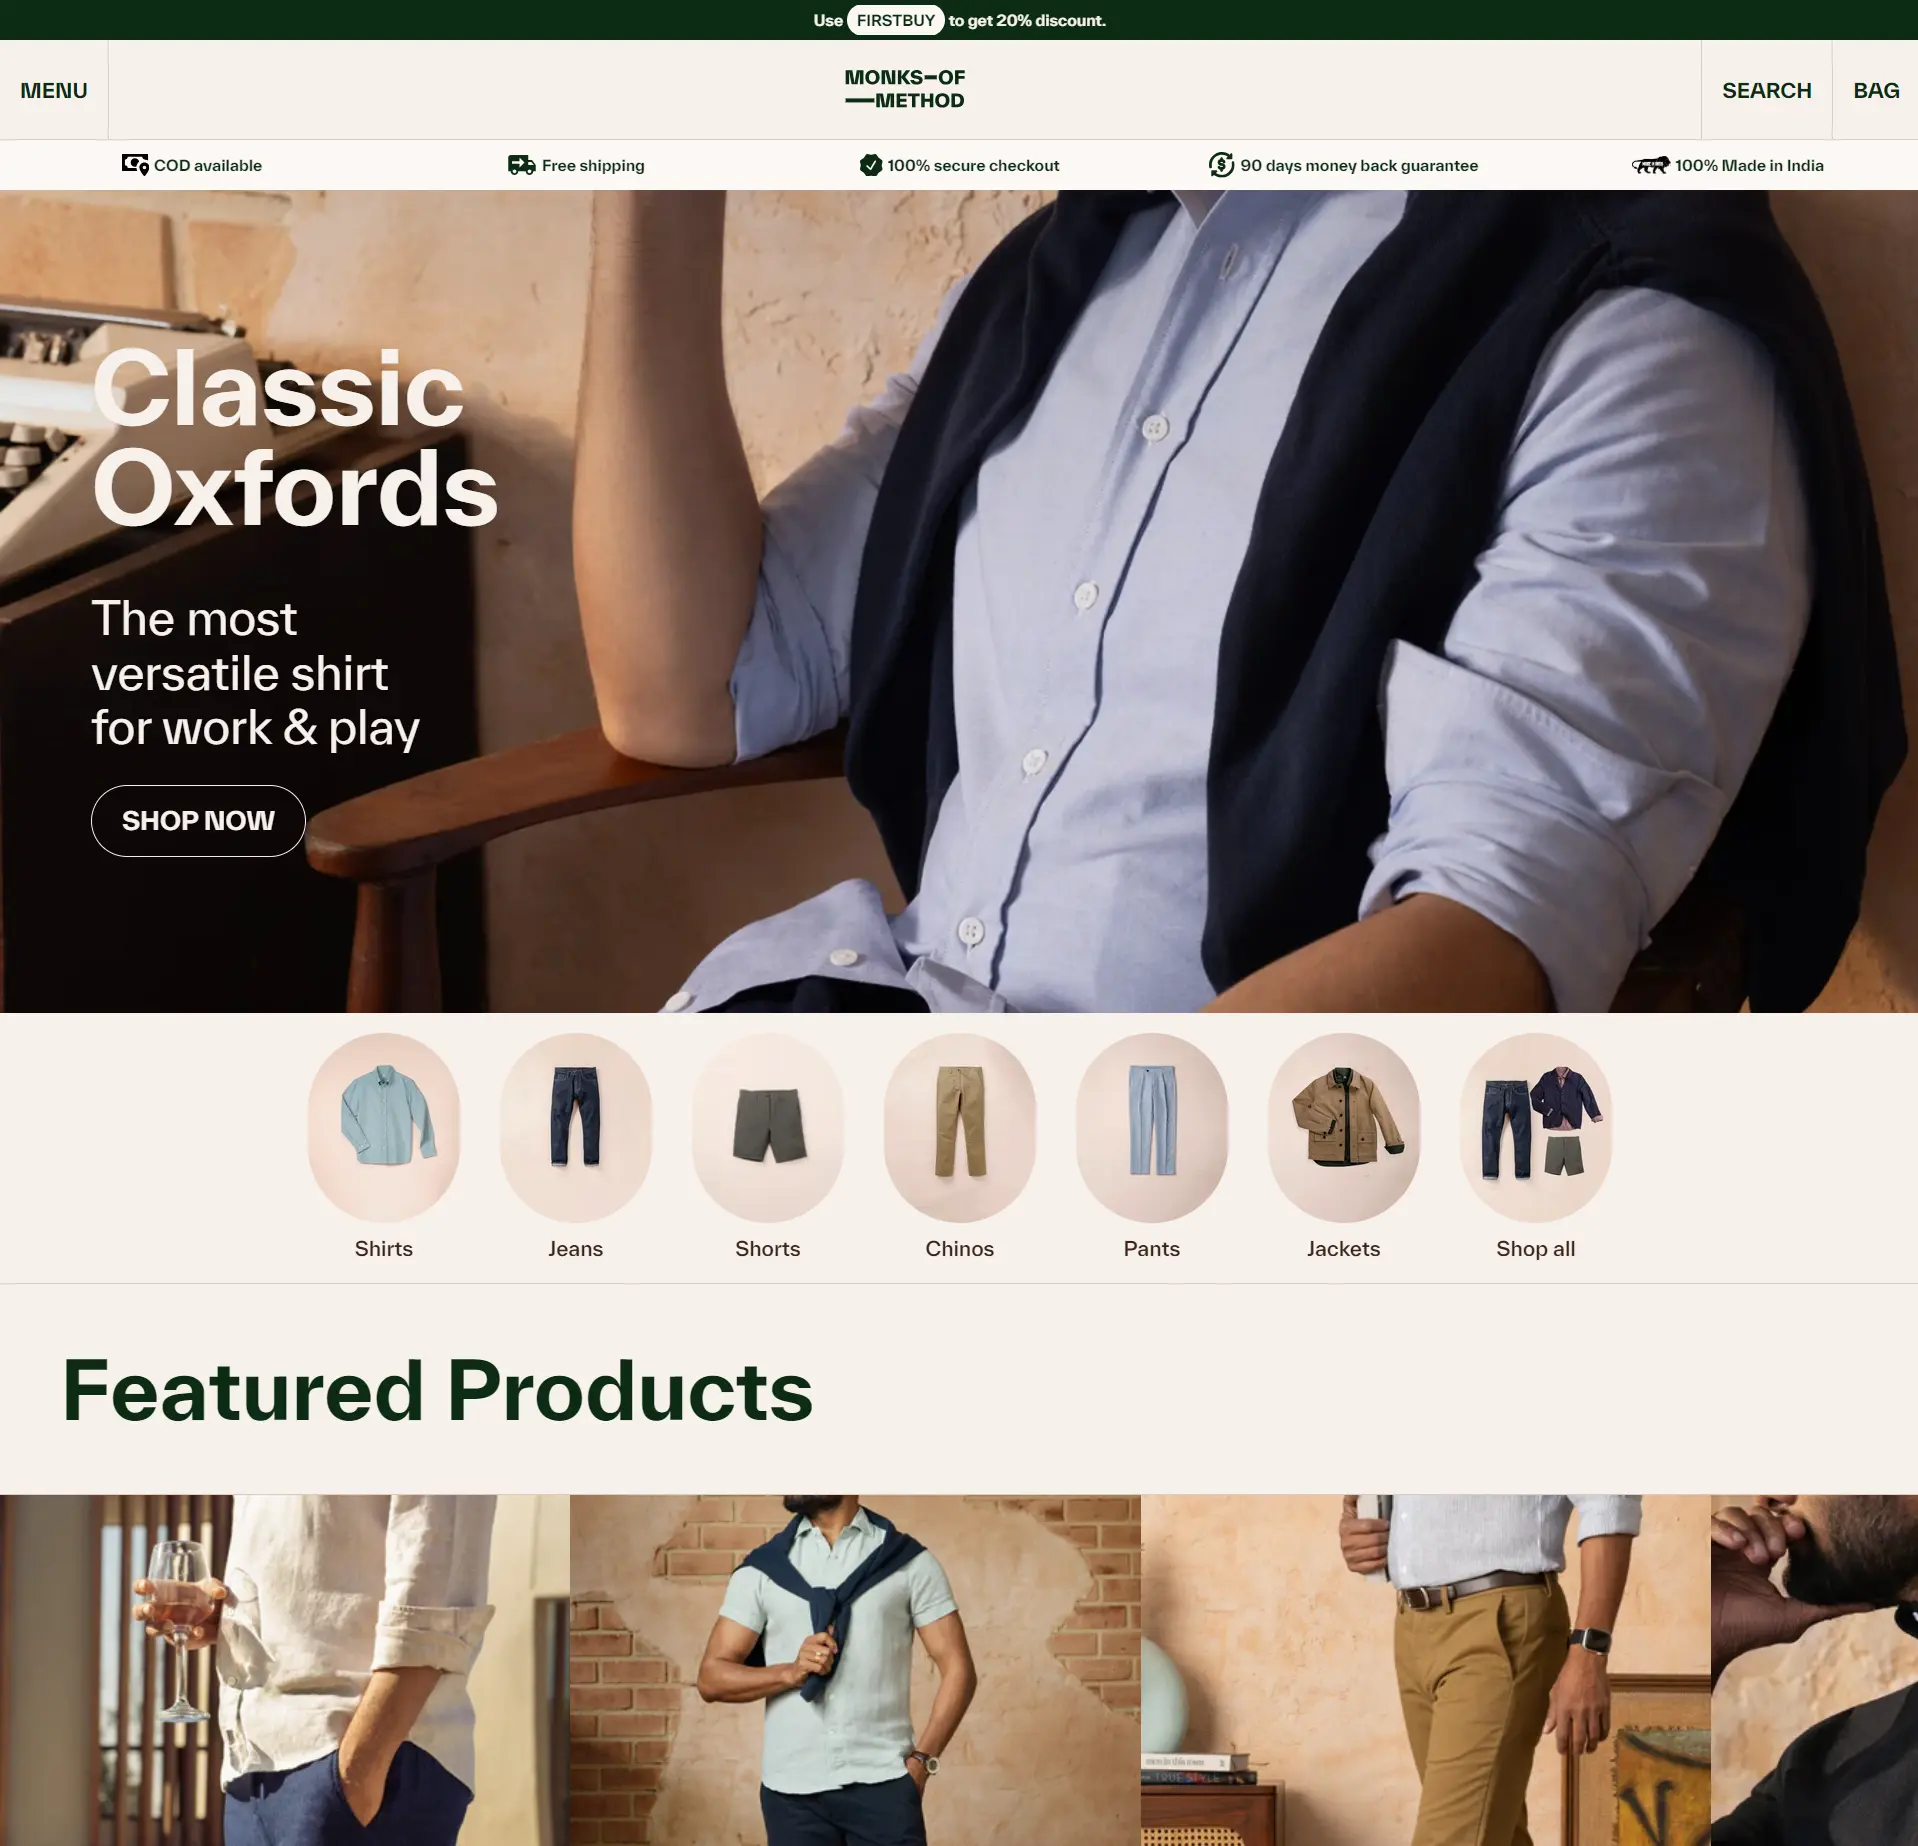 Use FIRSTBUY to get 20% discount.
MENU
MONKS—OF
—METHOD
SEARCH
BAG
COD available
Free shipping
100% secure checkout
90 days money back guarantee
100% Made in India
Classic
Oxfords
The most
versatile shirt
for work & play
SHOP NOW
Shirts
Jeans
Shorts
Chinos
Pants
Jackets
Shop all
Featured Products
TRUE STYLE